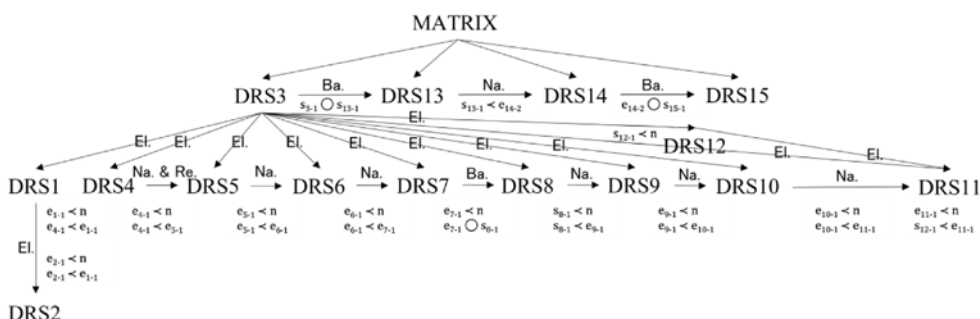 MATRIX
Ba. Na. Ba.
DRS3 DRS13 DRS14 DRS15
s₃₋₁ ◯ s₁₃₋₁ s₁₃₋₁ ≺ e₁₄₋₂ e₁₄₋₂ ◯ s₁₅₋₁
El.
s₁₂₋₁ ≺ n
DRS12
El. El. El. El. El. El. El. El. El. El.
Na. & Re. Na. Na. Ba. Na. Na. Na.
DRS1 DRS4 DRS5 DRS6 DRS7 DRS8 DRS9 DRS10 DRS11
e₁₋₁ ≺ n e₄₋₁ ≺ n e₅₋₁ ≺ n e₆₋₁ ≺ n e₇₋₁ ≺ n s₈₋₁ ≺ n e₉₋₁ ≺ n e₁₀₋₁ ≺ n e₁₁₋₁ ≺ n
e₄₋₁ ≺ e₁₋₁ e₄₋₁ ≺ e₅₋₁ e₅₋₁ ≺ e₆₋₁ e₆₋₁ ≺ e₇₋₁ e₇₋₁ ◯ s₈₋₁ s₈₋₁ ≺ e₉₋₁ e₉₋₁ ≺ e₁₀₋₁ e₁₀₋₁ ≺ e₁₁₋₁ s₁₂₋₁ ≺ e₁₁₋₁
El.
e₂₋₁ ≺ n
e₂₋₁ ≺ e₁₋₁
DRS2